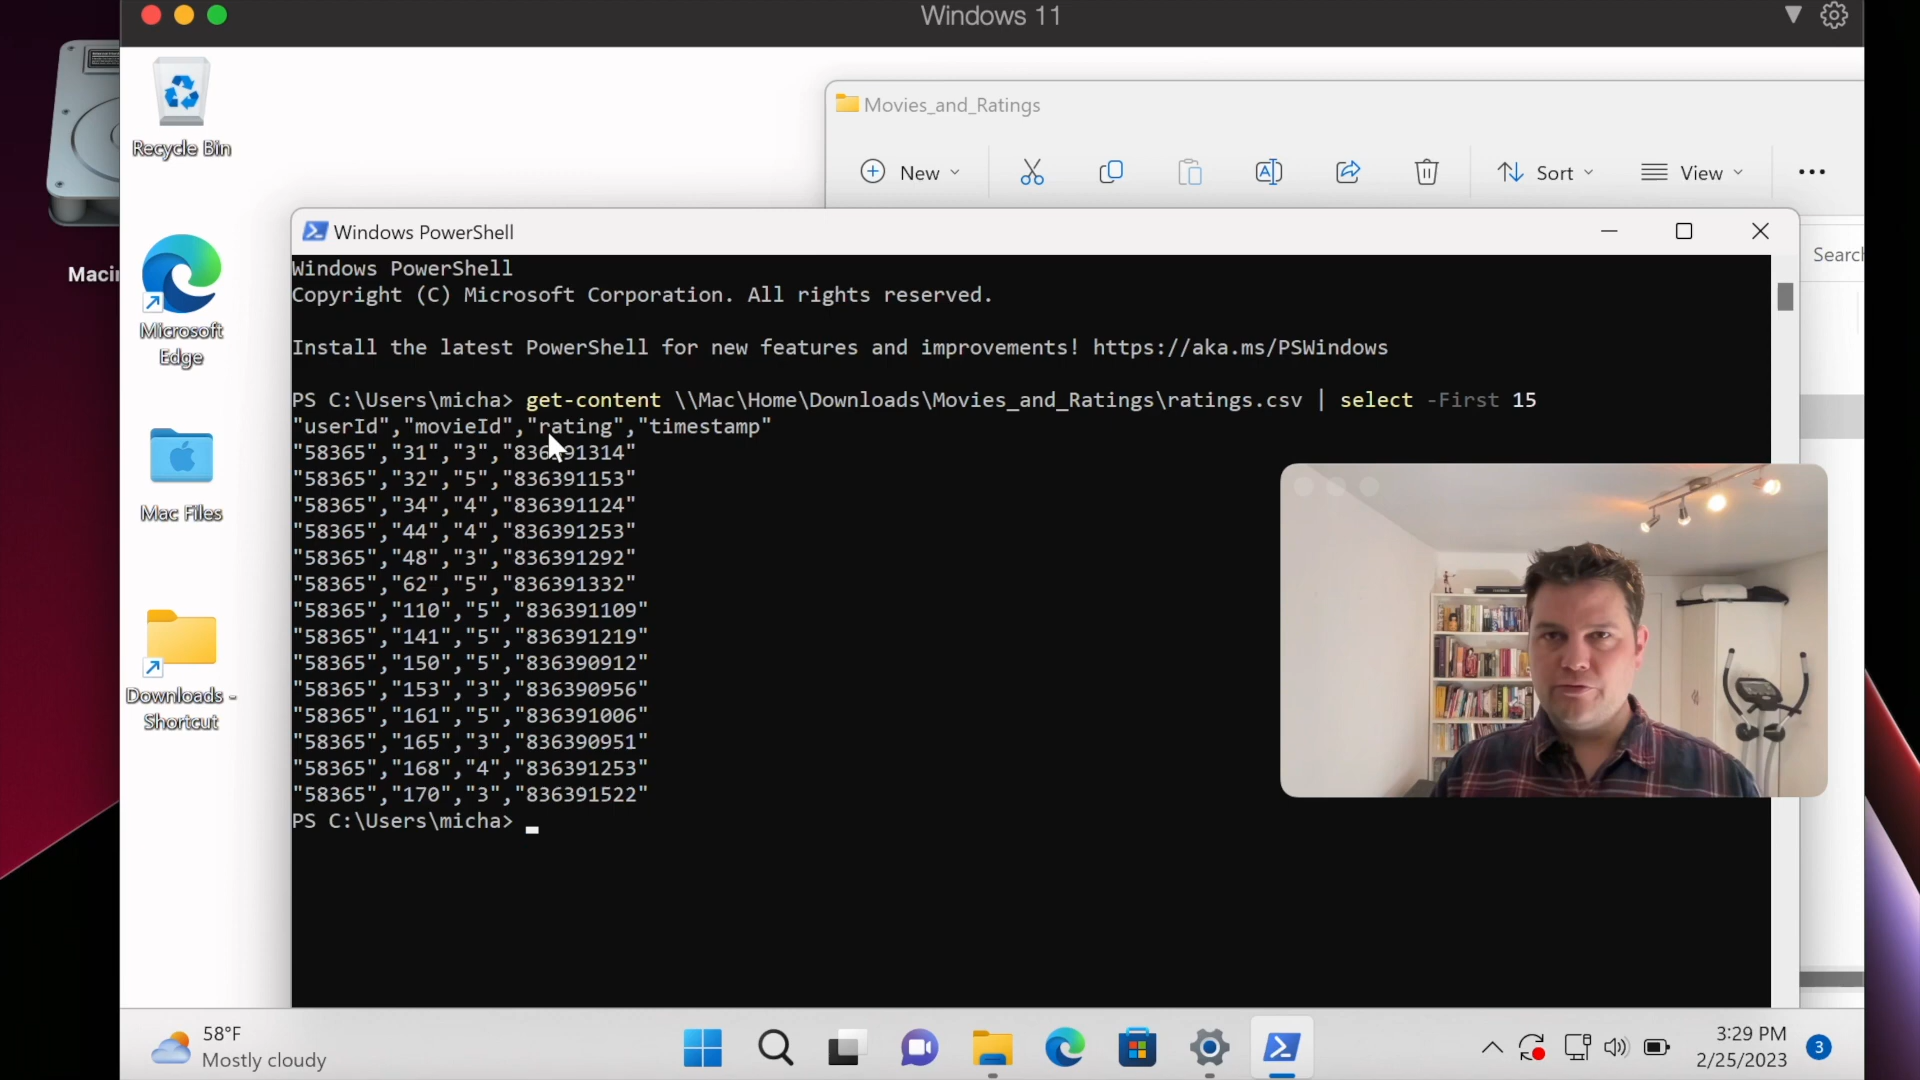 Windows 11
Recycle Bin
Movies_and_Ratings
New
Sort
View
Windows PowerShell
Search
Windows PowerShell
Copyright (C) Microsoft Corporation. All rights reserved.
Install the latest PowerShell for new features and improvements! https://aka.ms/PSWindows
PS C:\Users\micha> get-content \\Mac\Home\Downloads\Movies_and_Ratings\ratings.csv | select -First 15
"userId","movieId","rating","timestamp"
"58365","31","3","836391314"
"58365","32","5","836391153"
"58365","34","4","836391124"
"58365","44","4","836391253"
"58365","48","3","836391292"
"58365","62","5","836391332"
"58365","110","5","836391109"
"58365","141","5","836391219"
"58365","150","5","836390912"
"58365","153","3","836390956"
"58365","161","5","836391006"
"58365","165","3","836390951"
"58365","168","4","836391253"
"58365","170","3","836391522"
PS C:\Users\micha>
Macin
Microsoft
Edge
Mac Files
Downloads -
Shortcut
58°F
Mostly cloudy
3:29 PM
2/25/2023
3